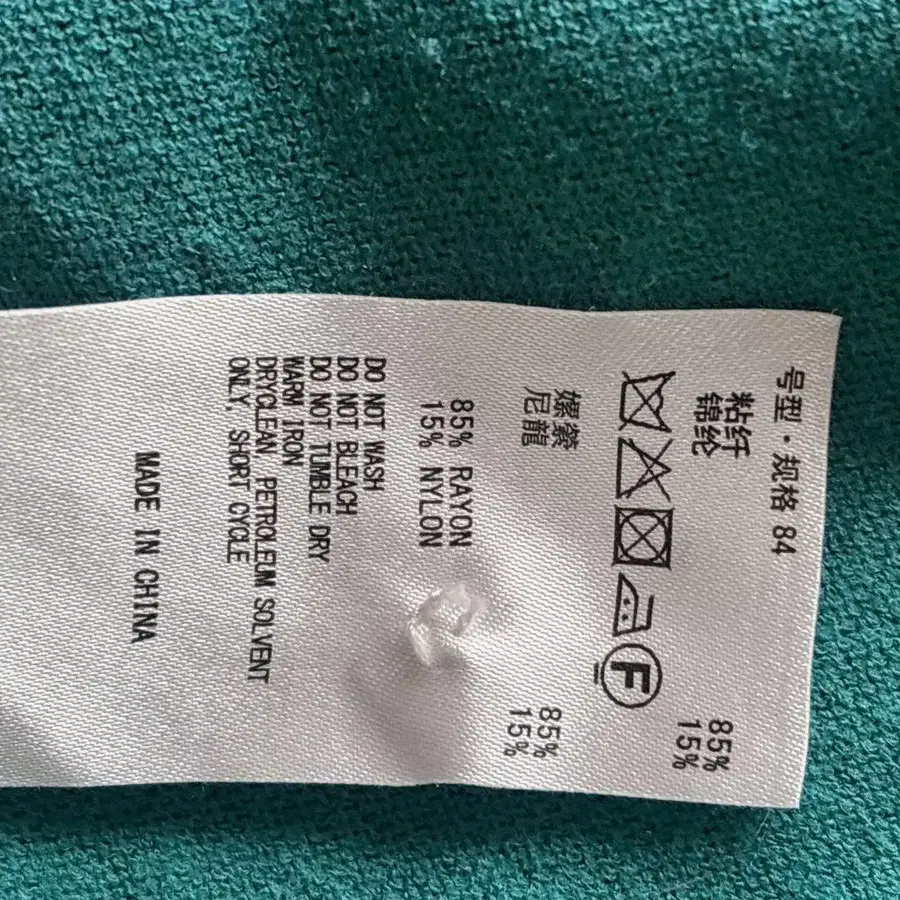 号型·规格 84
粘纤 85%
锦纶 15%
F
嫘縈 85%
尼龍 15%
85% RAYON
15% NYLON
DO NOT WASH
DO NOT BLEACH
DO NOT TUMBLE DRY
WARM IRON
DRYCLEAN PETROLEUM SOLVENT
ONLY, SHORT CYCLE
MADE IN CHINA